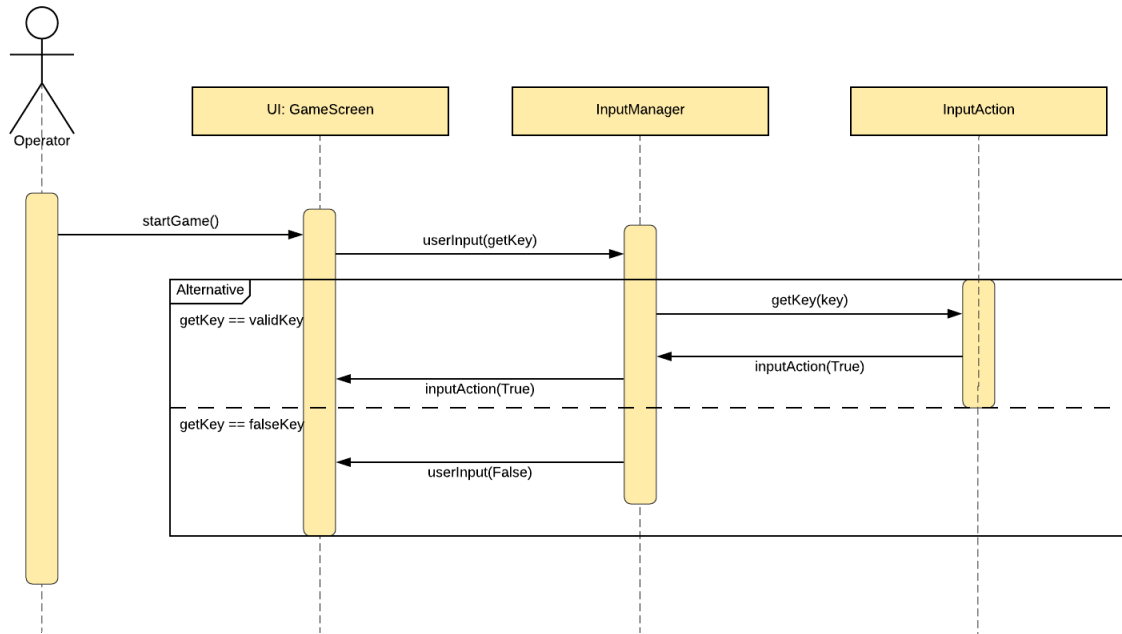 Operator
UI: GameScreen
InputManager
InputAction
startGame()
userInput(getKey)
Alternative
getKey == validKey
getKey(key)
inputAction(True)
inputAction(True)
getKey == falseKey
userInput(False)